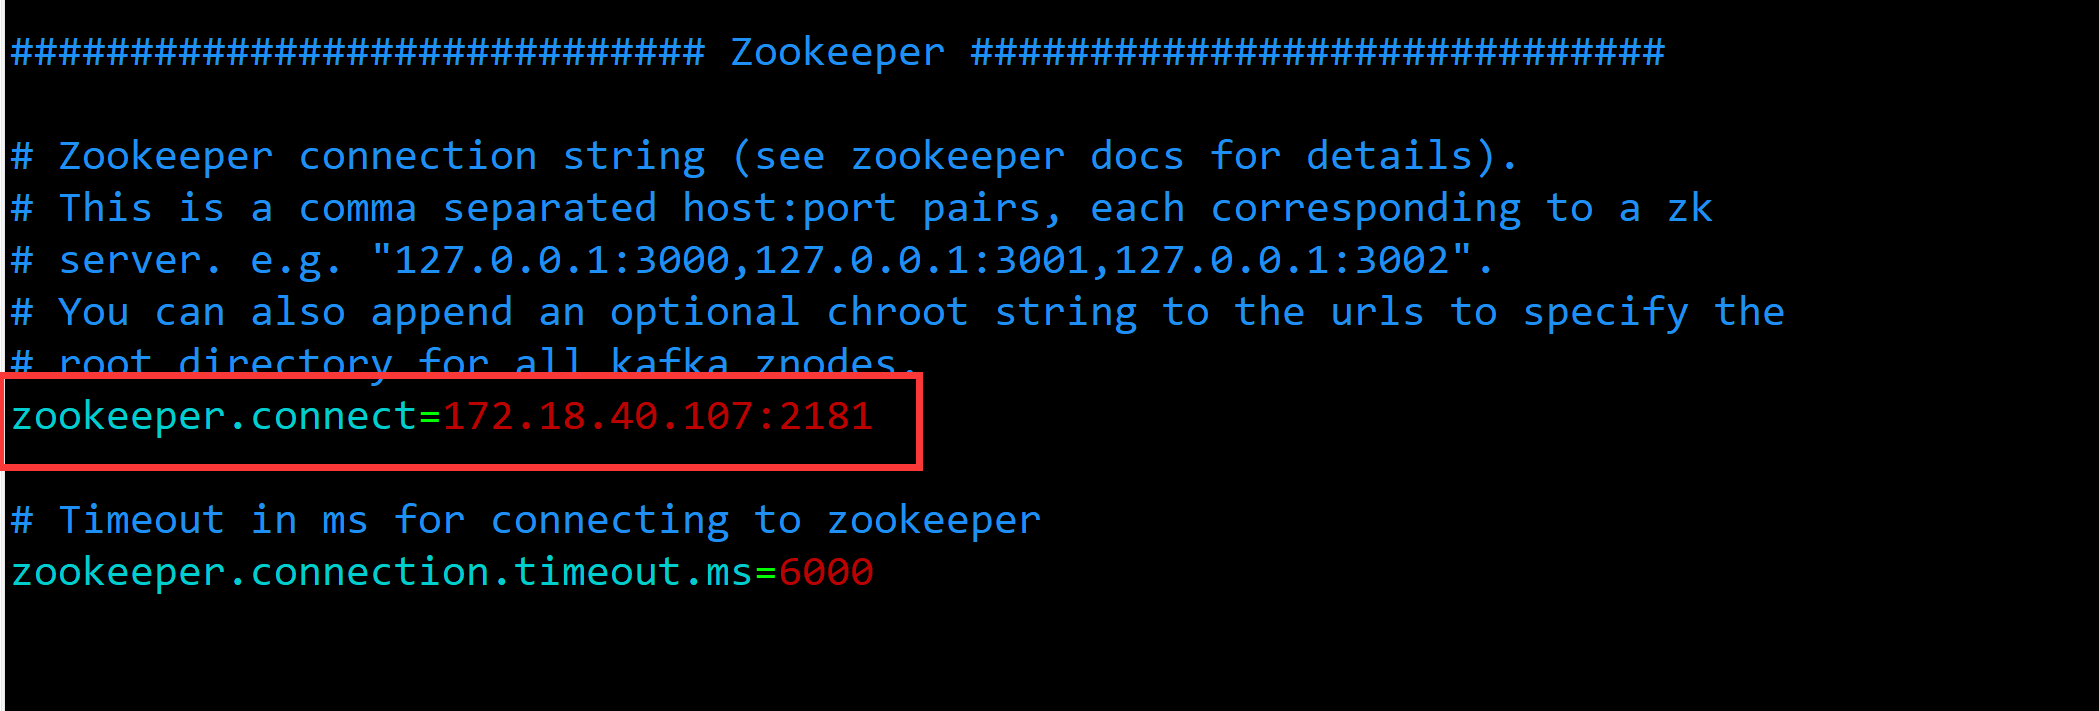 ############################# Zookeeper #############################
# Zookeeper connection string (see zookeeper docs for details).
# This is a comma separated host:port pairs, each corresponding to a zk
# server. e.g. "127.0.0.1:3000,127.0.0.1:3001,127.0.0.1:3002".
# You can also append an optional chroot string to the urls to specify the
# root directory for all kafka znodes.
zookeeper.connect=172.18.40.107:2181
# Timeout in ms for connecting to zookeeper
zookeeper.connection.timeout.ms=6000